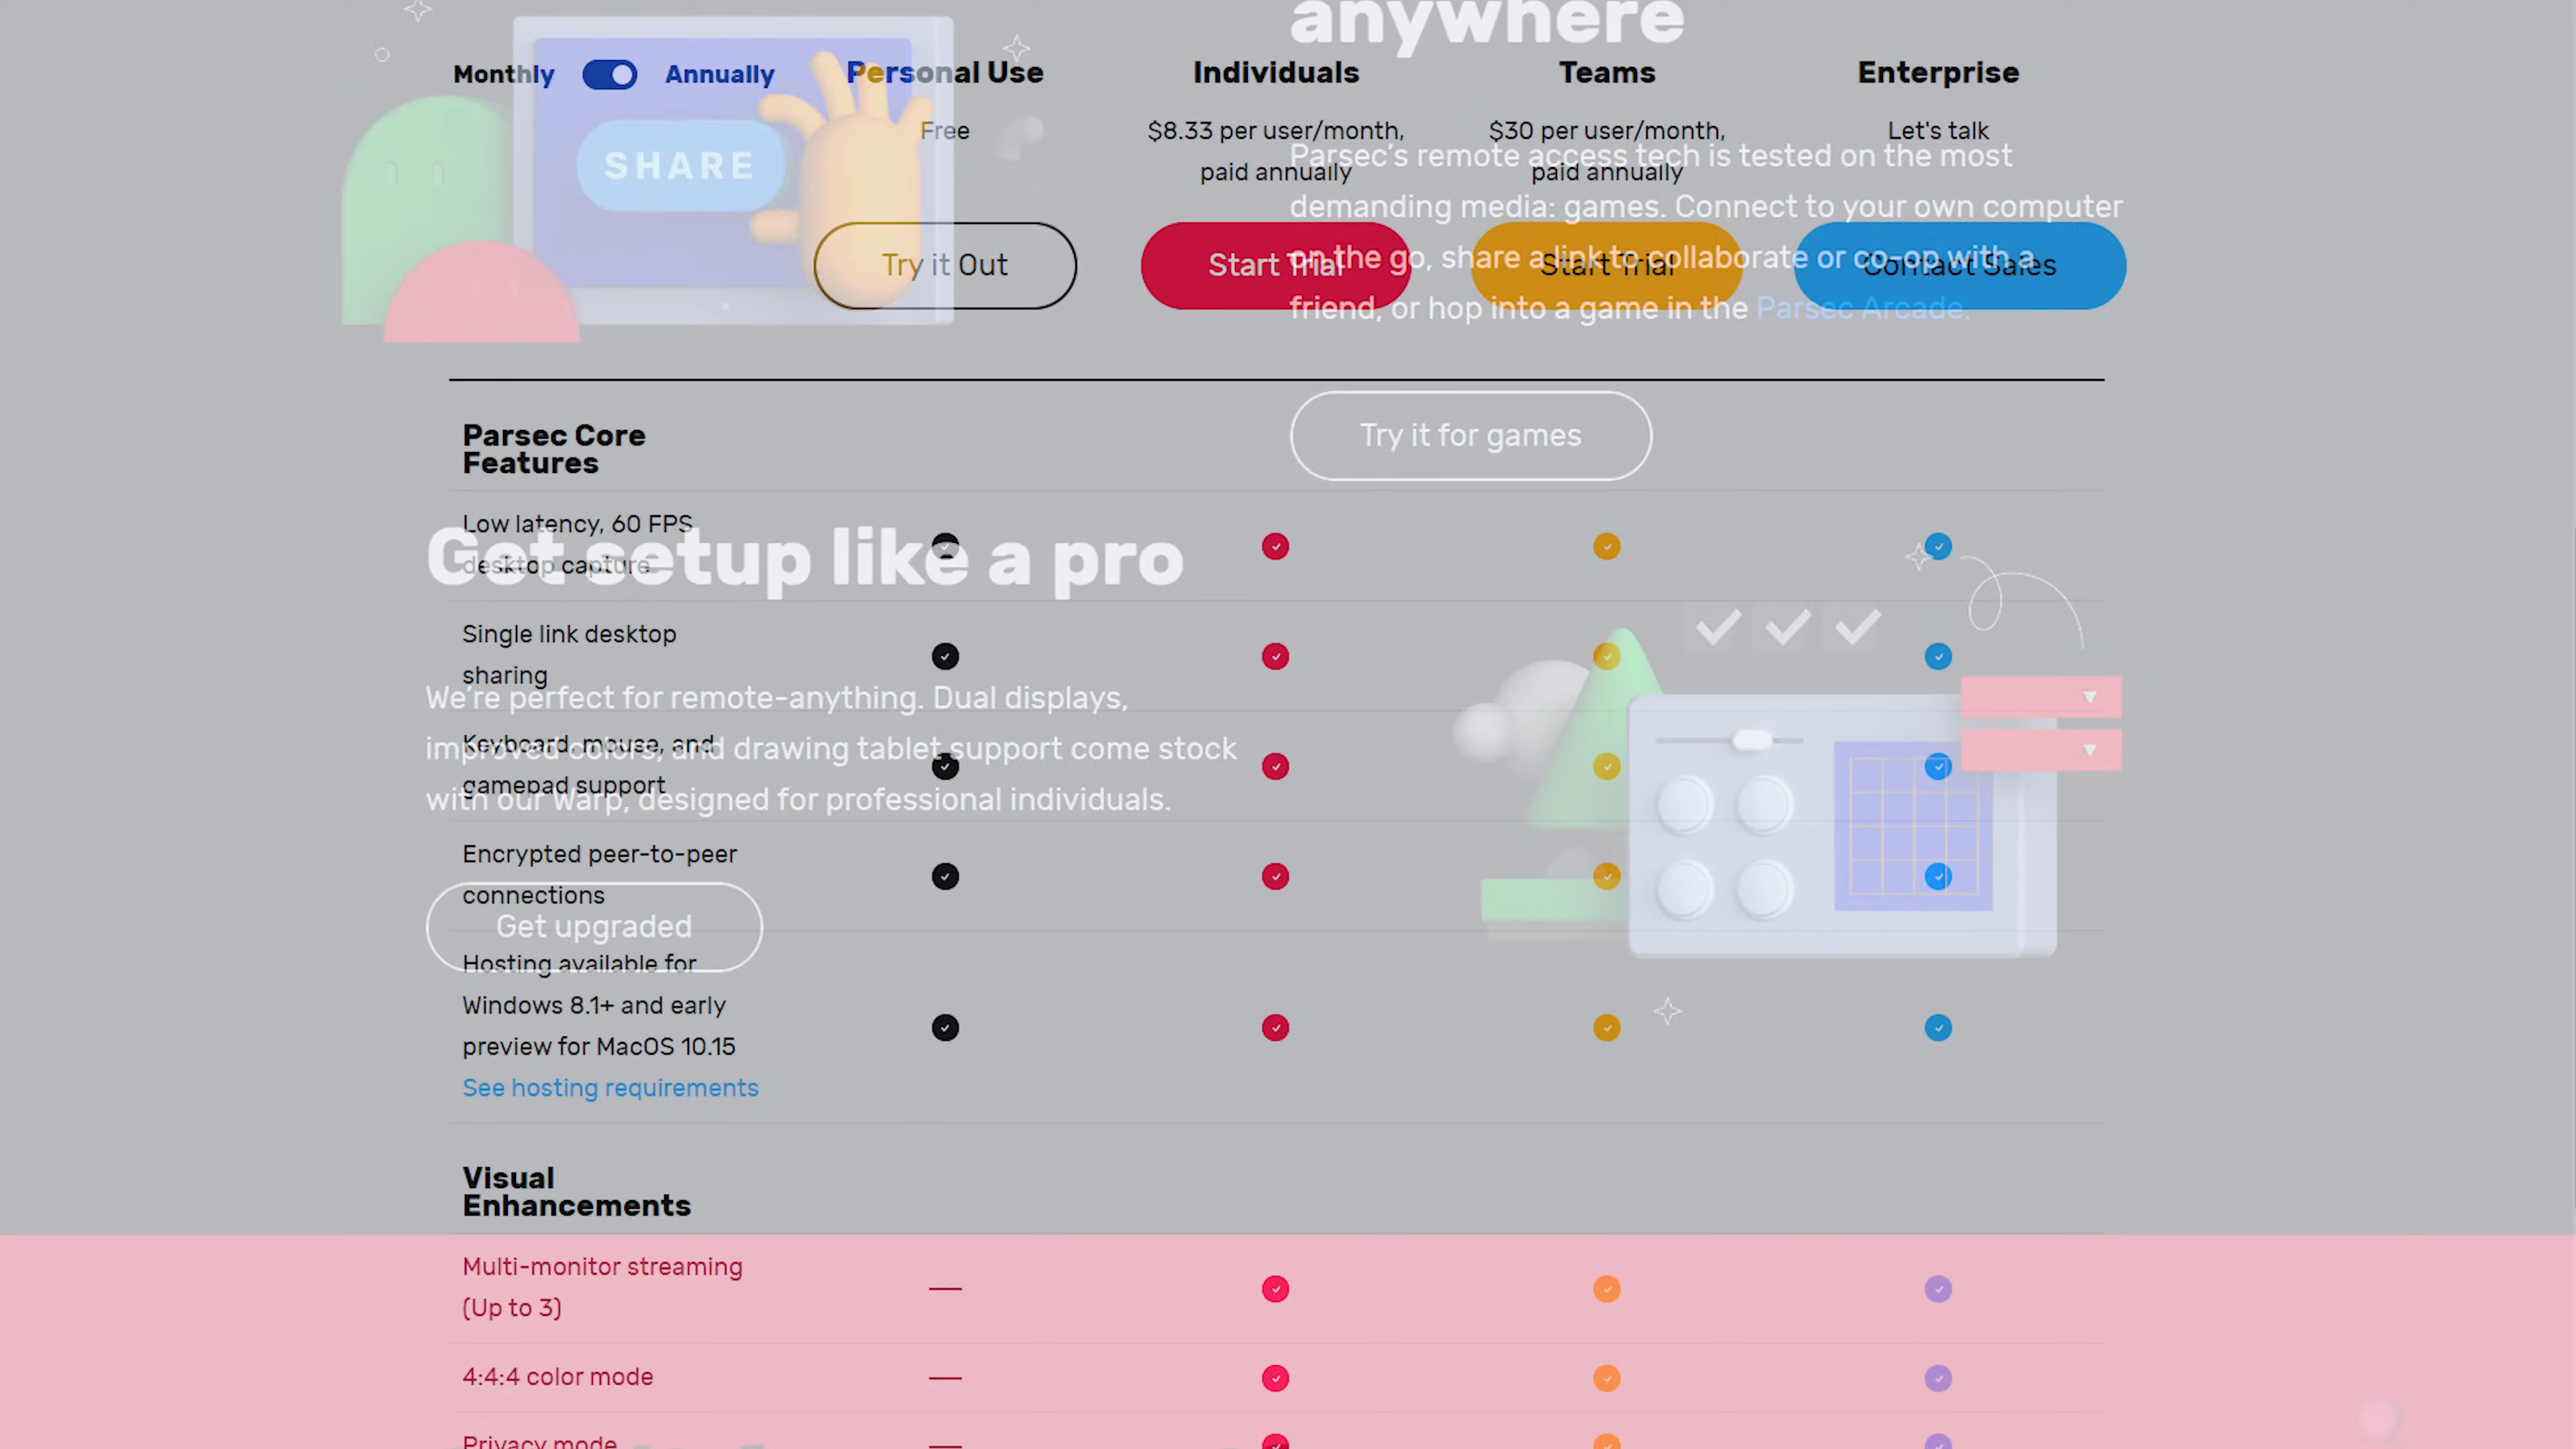 anywhere
Monthly Annually Personal Use Individuals Teams Enterprise
Free $8.33 per user/month, $30 per user/month, Let's talk
paid annually paid annually
SHARE
Parsec's remote access tech is tested on the most
demanding media: games. Connect to your own computer
on the go, share a link to collaborate or co-op with a
friend, or hop into a game in the Parsec Arcade.
Try it Out Start Trial Start Trial Contact Sales
Parsec Core
Features
Try it for games
Low latency, 60 FPS
desktop capture
Get setup like a pro
Single link desktop
sharing
We're perfect for remote-anything. Dual displays,
improved colors, and drawing tablet support come stock
with our Warp, designed for professional individuals.
Keyboard, mouse, and
gamepad support
Encrypted peer-to-peer
connections
Get upgraded
Hosting available for
Windows 8.1+ and early
preview for MacOS 10.15
See hosting requirements
Visual
Enhancements
Multi-monitor streaming
(Up to 3)
4:4:4 color mode
Privacy mode